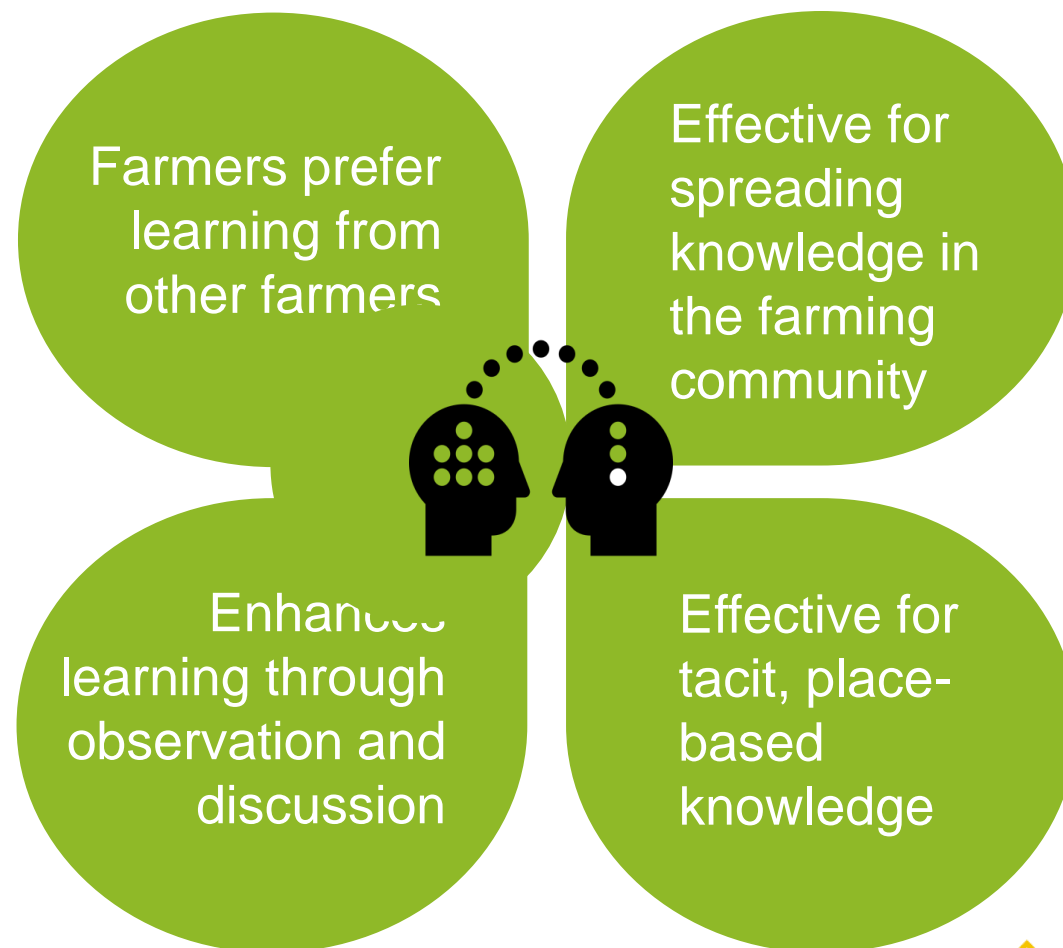 Farmers prefer
learning from
other farmers
Effective for
spreading
knowledge in
the farming
community
Enhances
learning through
observation and
discussion
Effective for
tacit, place-
based
knowledge